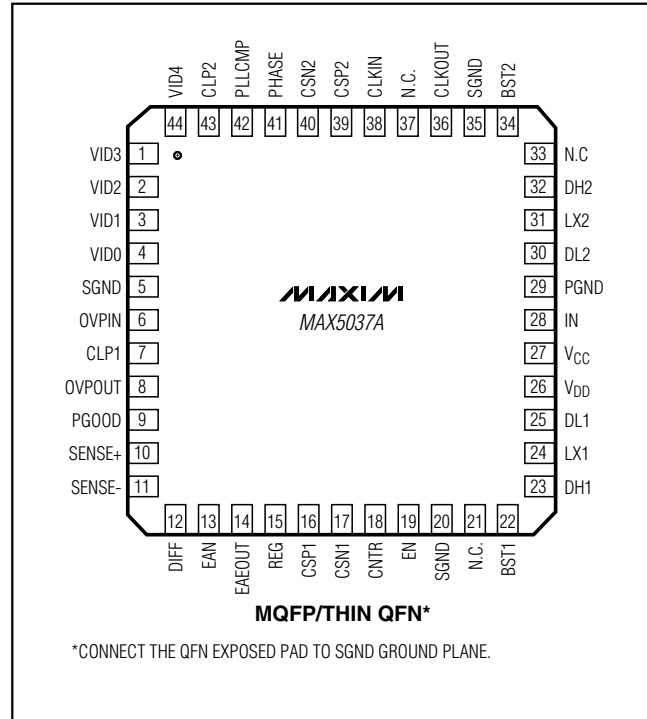 VID4 CLP2 PLLCMP PHASE CSN2 CSP2 CLKIN N.C. CLKOUT SGND BST2
44 43 42 41 40 39 38 37 36 35 34
VID3 1 33 N.C
VID2 2 32 DH2
VID1 3 31 LX2
VID0 4 30 DL2
SGND 5 29 PGND
OVPIN 6 28 IN
CLP1 7 27 VCC
OVPOUT 8 26 VDD
PGOOD 9 25 DL1
SENSE+ 10 24 LX1
SENSE- 11 23 DH1
MAXIM
MAX5037A
12 13 14 15 16 17 18 19 20 21 22
DIFF EAN EAEOUT REG CSP1 CSN1 CNTR EN SGND N.C. BST1
MQFP/THIN QFN*
*CONNECT THE QFN EXPOSED PAD TO SGND GROUND PLANE.